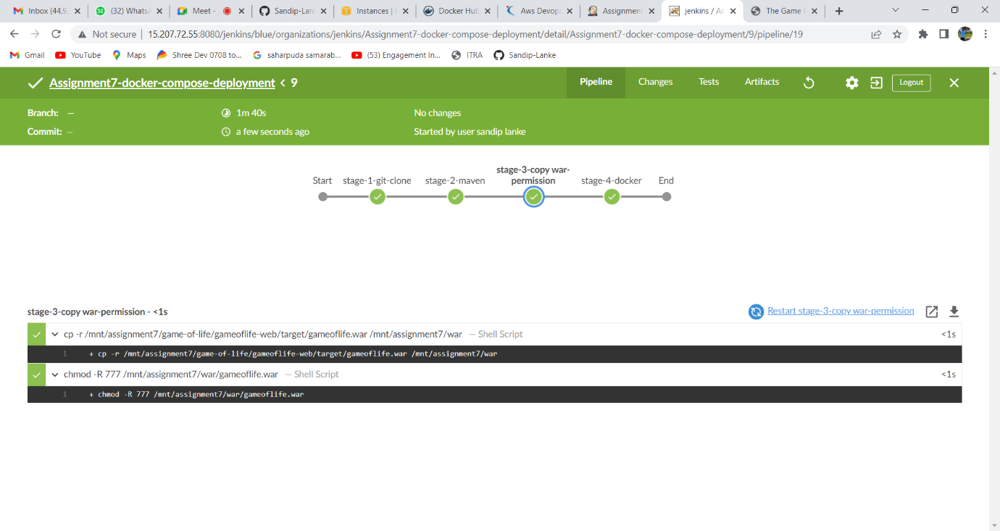 Inbox (44,9
(32) WhatsA
Meet -
Sandip-Lan
Instances |
Docker Hub
Aws Devops
Assignment
jenkins / As
The Game
Not secure
15.207.72.55:8080/jenkins/blue/organizations/jenkins/Assignment7-docker-compose-deployment/detail/Assignment7-docker-compose-deployment/9/pipeline/19
Gmail YouTube Maps Shree Dev 0708 to... saharpuda samarab... (53) Engagement In... ITRA Sandip-Lanke
Assignment7-docker-compose-deployment < 9 Pipeline Changes Tests Artifacts Logout
Branch: — 1m 40s No changes
Commit: — a few seconds ago Started by user sandip lanke
stage-3-copy war-
Start stage-1-git-clone stage-2-maven permission stage-4-docker End
stage-3-copy war-permission - <1s Restart stage-3-copy war-permission
cp -r /mnt/assignment7/game-of-life/gameoflife-web/target/gameoflife.war /mnt/assignment7/war — Shell Script <1s
1 + cp -r /mnt/assignment7/game-of-life/gameoflife-web/target/gameoflife.war /mnt/assignment7/war
chmod -R 777 /mnt/assignment7/war/gameoflife.war — Shell Script <1s
1 + chmod -R 777 /mnt/assignment7/war/gameoflife.war